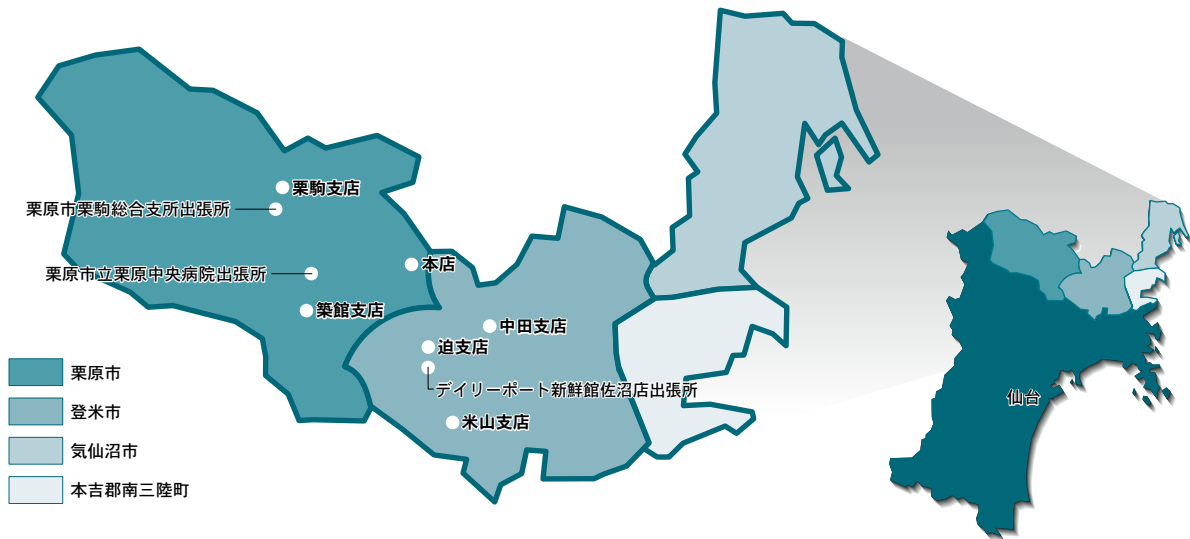 栗駒支店
栗原市栗駒総合支所出張所
本店
栗原市立栗原中央病院出張所
築館支店
中田支店
迫支店
デイリーポート新鮮館佐沼店出張所
米山支店
栗原市
登米市
気仙沼市
本吉郡南三陸町
仙台